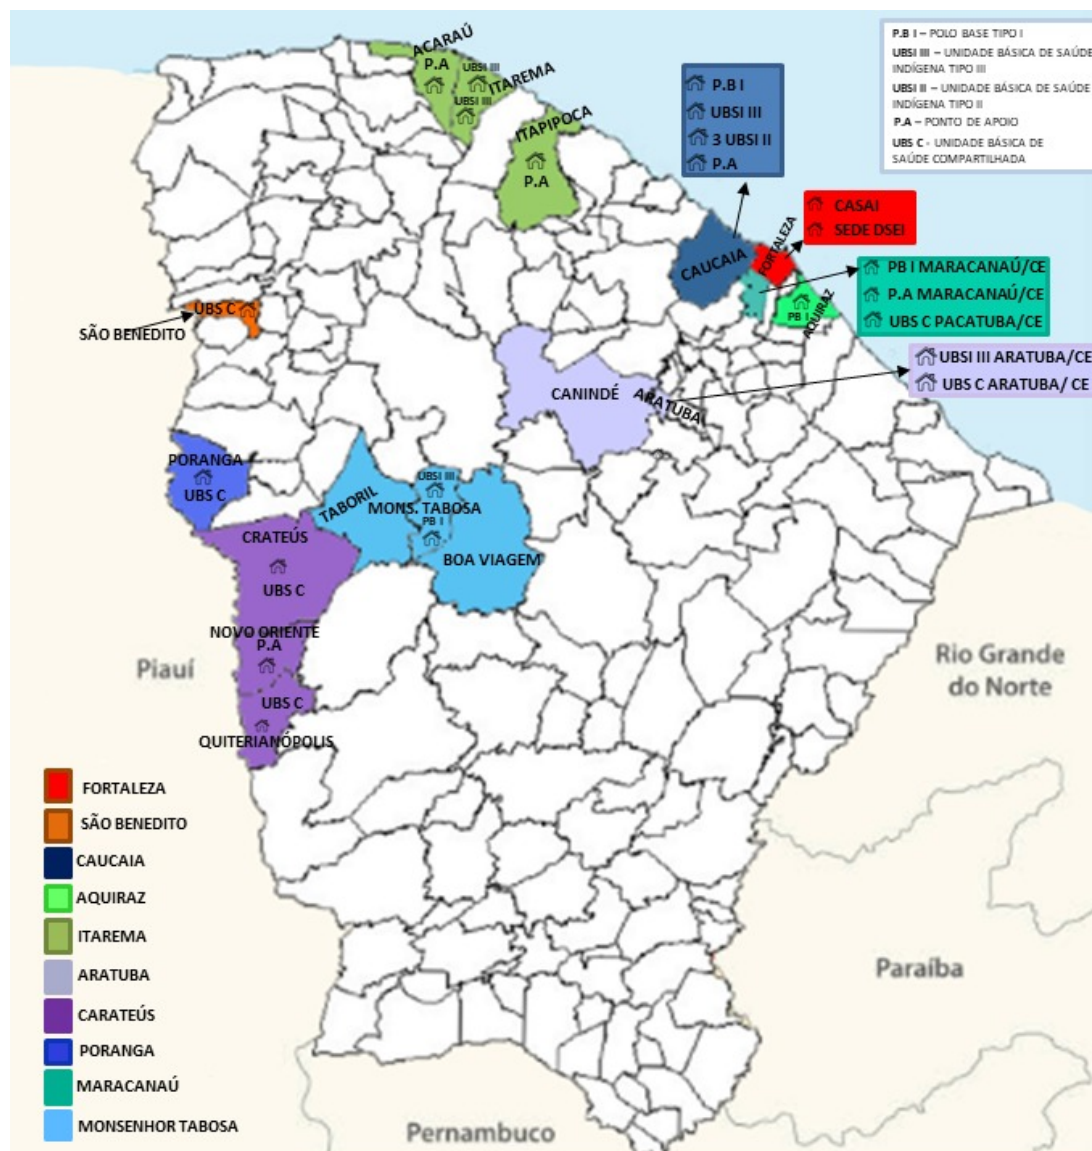 P.B I – POLO BASE TIPO I
UBSI III – UNIDADE BÁSICA DE SAÚDE
INDÍGENA TIPO III
UBSI II – UNIDADE BÁSICA DE SAÚDE
INDÍGENA TIPO II
P.A – PONTO DE APOIO
UBS C - UNIDADE BÁSICA DE
SAÚDE COMPARTILHADA
ACARAÚ
P.A
UBSI III
ITAREMA
UBSI III
ITAPIPOCA
P.A
P.B I
UBSI III
3 UBSI II
P.A
CASAI
SEDE DSEI
FORTALEZA
CAUCAIA
PB I MARACANAÚ/CE
P.A MARACANAÚ/CE
UBS C PACATUBA/CE
PB I
AQUIRAZ
UBS C
SÃO BENEDITO
UBSI III ARATUBA/CE
UBS C ARATUBA/ CE
CANINDÉ
ARATUBA
PORANGA
UBS C
TABORIL
UBSI III
MONS. TABOSA
PB I
BOA VIAGEM
CRATEÚS
UBS C
NOVO ORIENTE
P.A
UBS C
QUITERIANÓPOLIS
Piauí
Rio Grande
do Norte
Paraíba
Pernambuco
FORTALEZA
SÃO BENEDITO
CAUCAIA
AQUIRAZ
ITAREMA
ARATUBA
CARATEÚS
PORANGA
MARACANAÚ
MONSENHOR TABOSA